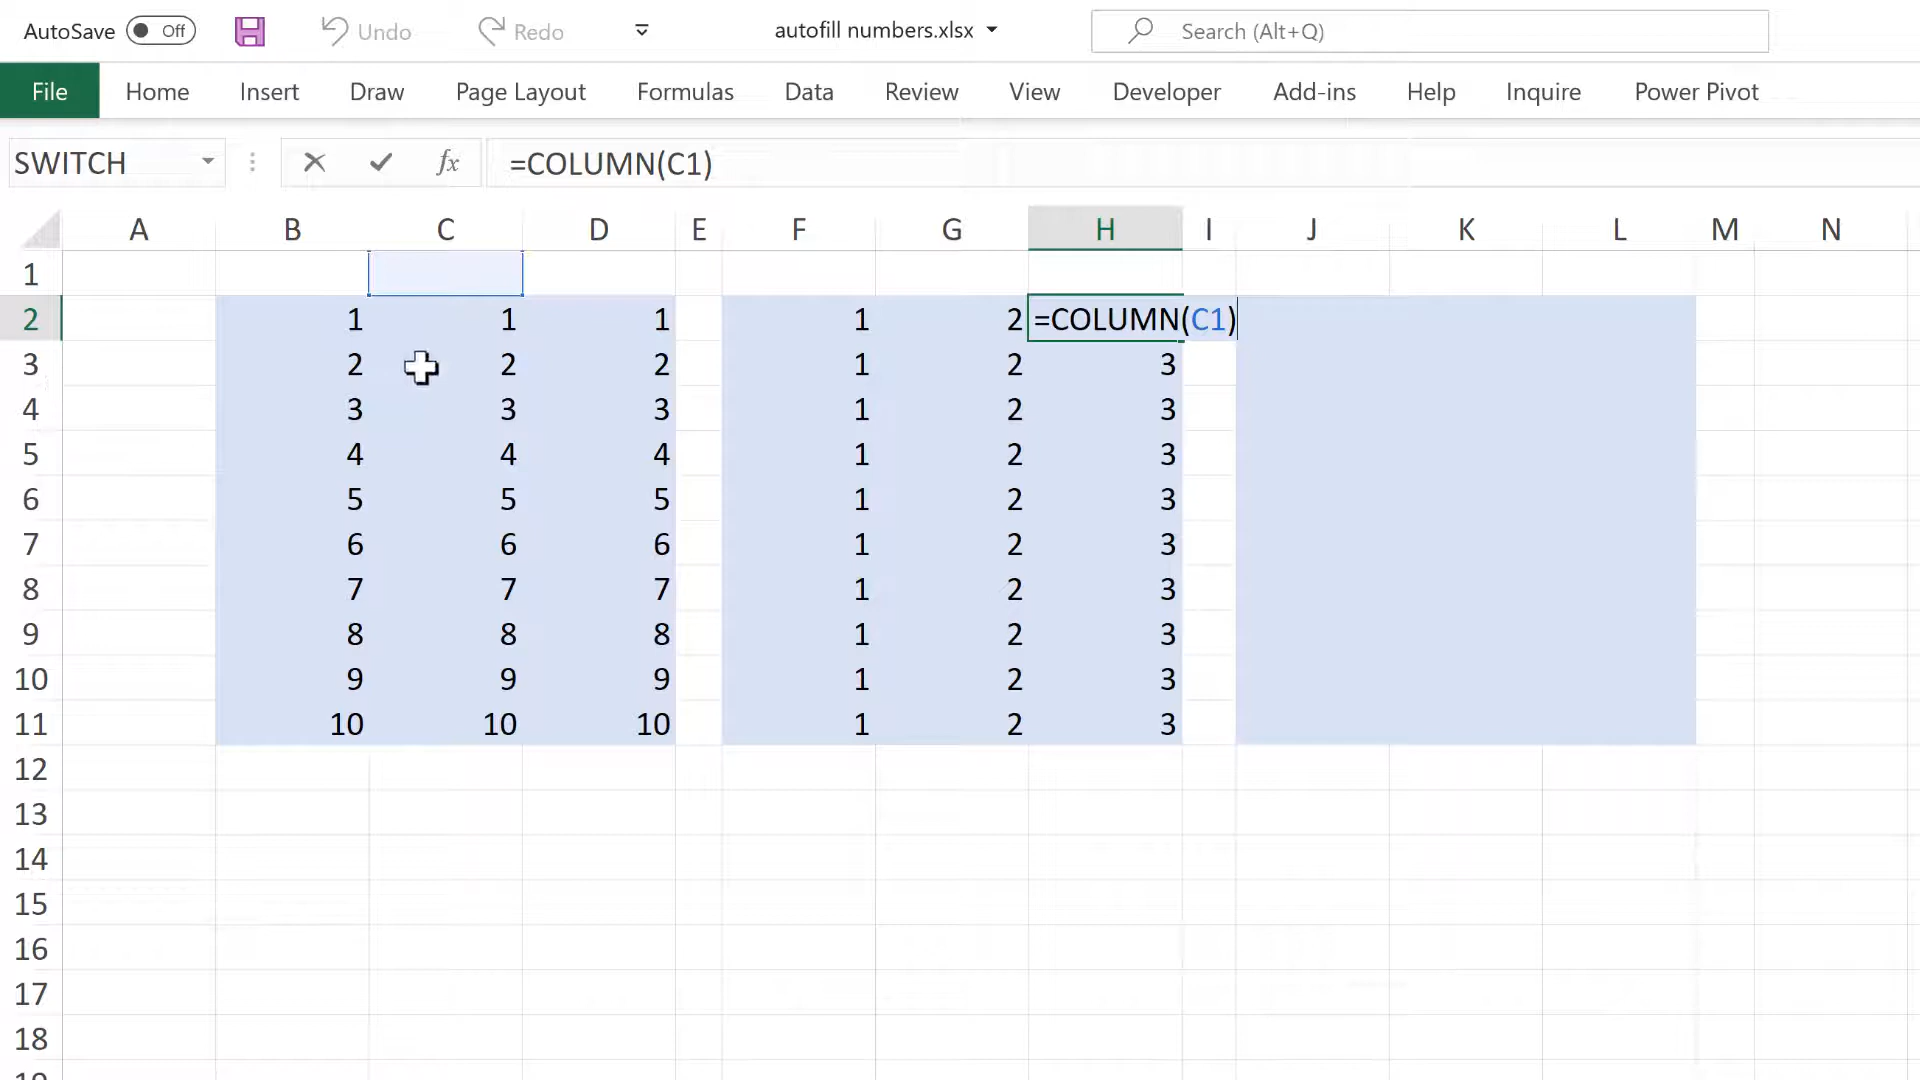 AutoSave Off Undo Redo autofill numbers.xlsx Search (Alt+Q)
File Home Insert Draw Page Layout Formulas Data Review View Developer Add-ins Help Inquire Power Pivot
SWITCH fx =COLUMN(C1)
A B C D E F G H I J K L M N
1
2 1 1 1 1 2 =COLUMN(C1)
3 2 2 2 1 2 3
4 3 3 3 1 2 3
5 4 4 4 1 2 3
6 5 5 5 1 2 3
7 6 6 6 1 2 3
8 7 7 7 1 2 3
9 8 8 8 1 2 3
10 9 9 9 1 2 3
11 10 10 10 1 2 3
12
13
14
15
16
17
18